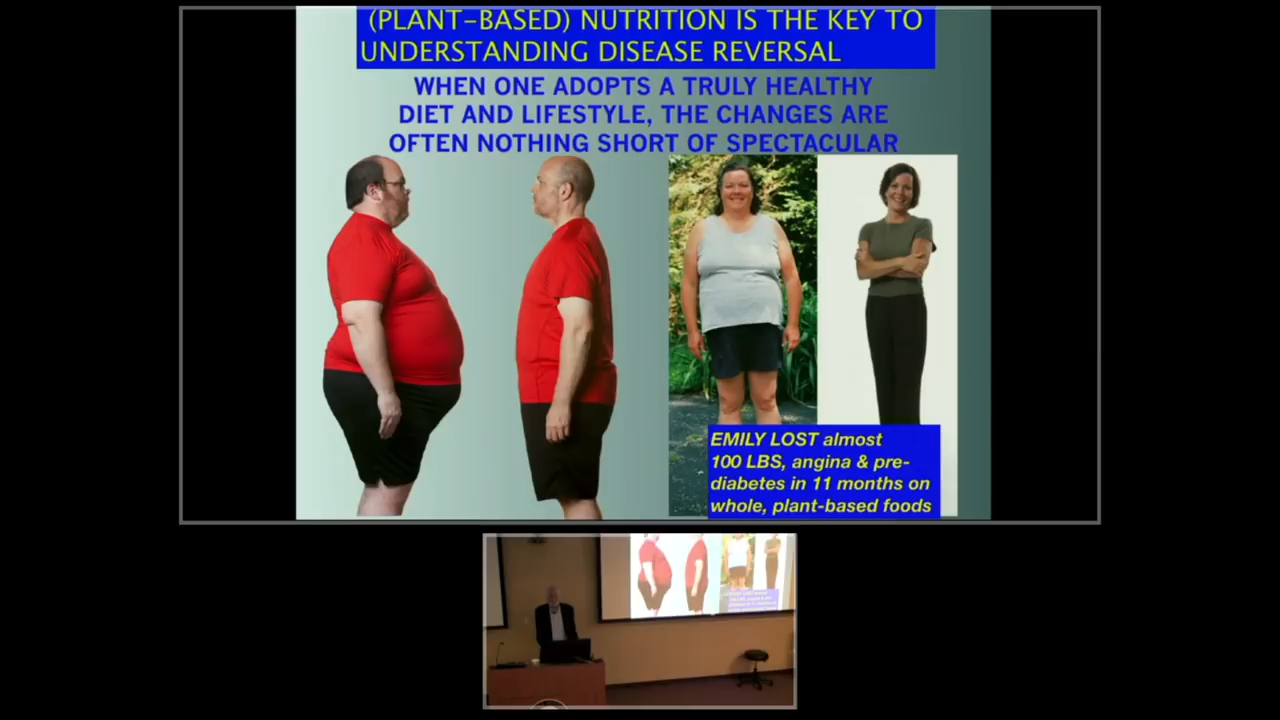 (PLANT-BASED) NUTRITION IS THE KEY TO
UNDERSTANDING DISEASE REVERSAL
WHEN ONE ADOPTS A TRULY HEALTHY
DIET AND LIFESTYLE, THE CHANGES ARE
OFTEN NOTHING SHORT OF SPECTACULAR
EMILY LOST almost
100 LBS, angina & pre-
diabetes in 11 months on
whole, plant-based foods